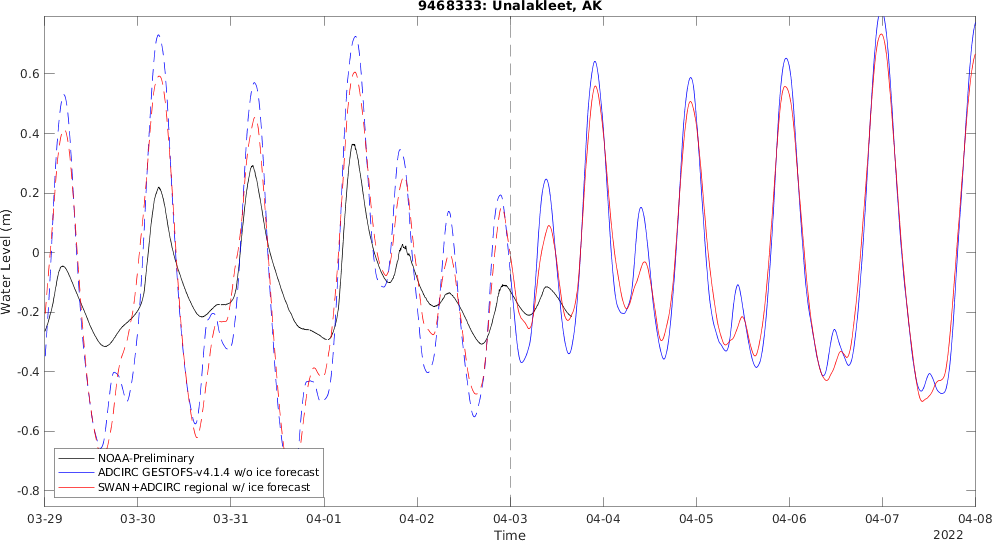 9468333: Unalakleet, AK
Water Level (m)
0.6
0.4
0.2
0
-0.2
-0.4
-0.6
-0.8
NOAA-Preliminary
ADCIRC GESTOFS-v4.1.4 w/o ice forecast
SWAN+ADCIRC regional w/ ice forecast
03-29 03-30 03-31 04-01 04-02 04-03 04-04 04-05 04-06 04-07 04-08
Time
2022